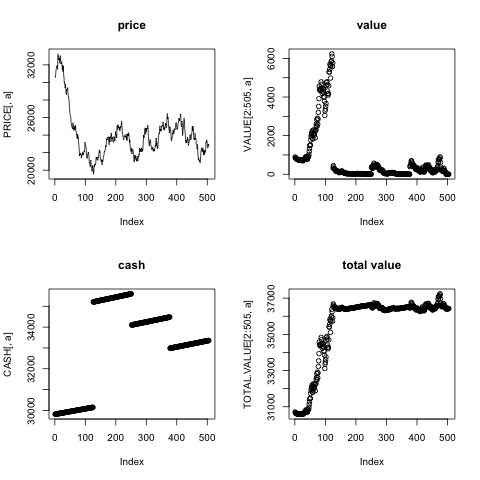 price
PRICE[, a]
20000 26000 32000
0 100 200 300 400 500
Index
value
VALUE[2:505, a]
0 2000 4000 6000
0 100 200 300 400 500
Index
cash
CASH[, a]
30000 32000 34000
0 100 200 300 400 500
Index
total value
TOTAL.VALUE[2:505, a]
31000 33000 35000 37000
0 100 200 300 400 500
Index